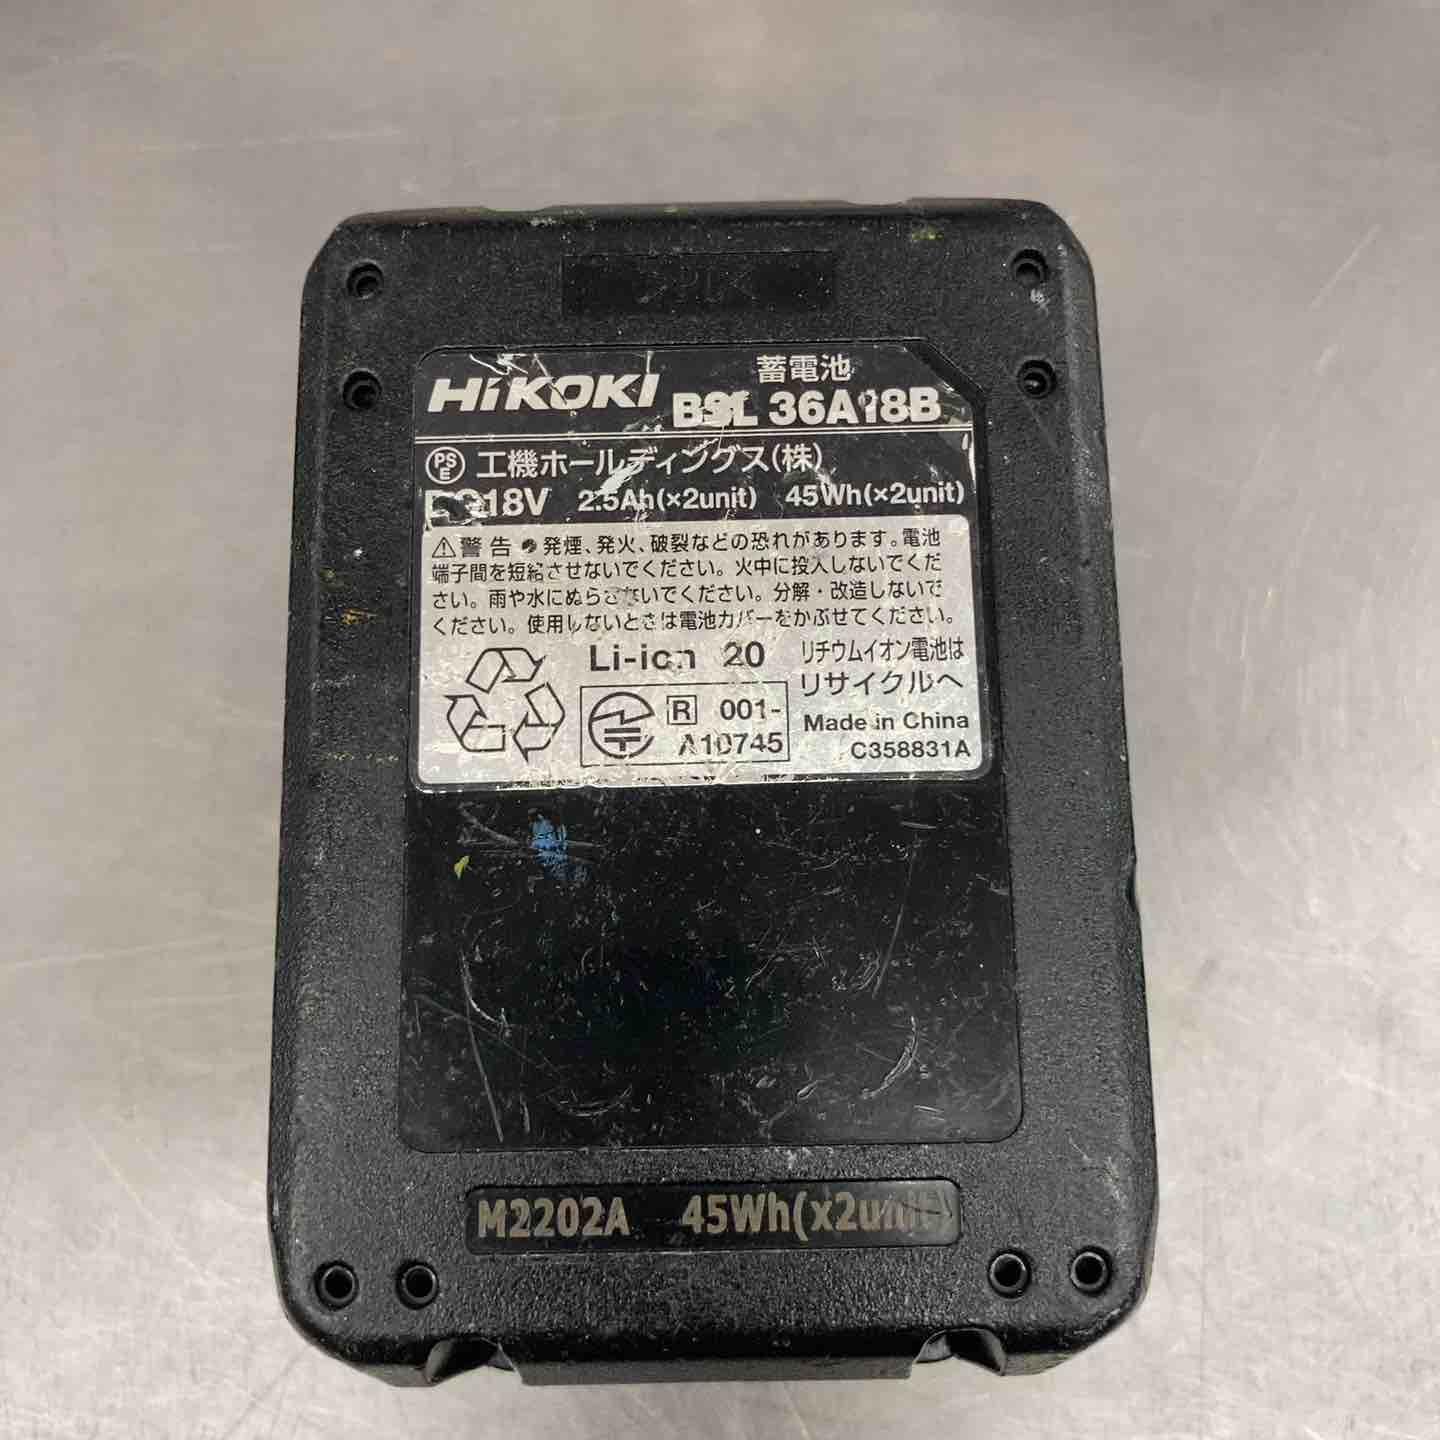 HiKOKI
蓄電池
BSL 36A18B
PSE 工機ホールディングス(株)
DC18V 2.5Ah(×2unit) 45Wh(×2unit)
⚠警告 ●発煙、発火、破裂などの恐れがあります。電池
端子間を短絡させないでください。火中に投入しないでくだ
さい。雨や水にぬらさないでください。分解・改造しないで
ください。使用しないときは電池カバーをかぶせてください。
Li-ion 20
リチウムイオン電池は
リサイクルへ
R 001-
A10745
Made in China
C358831A
M2202A 45Wh(x2unit)